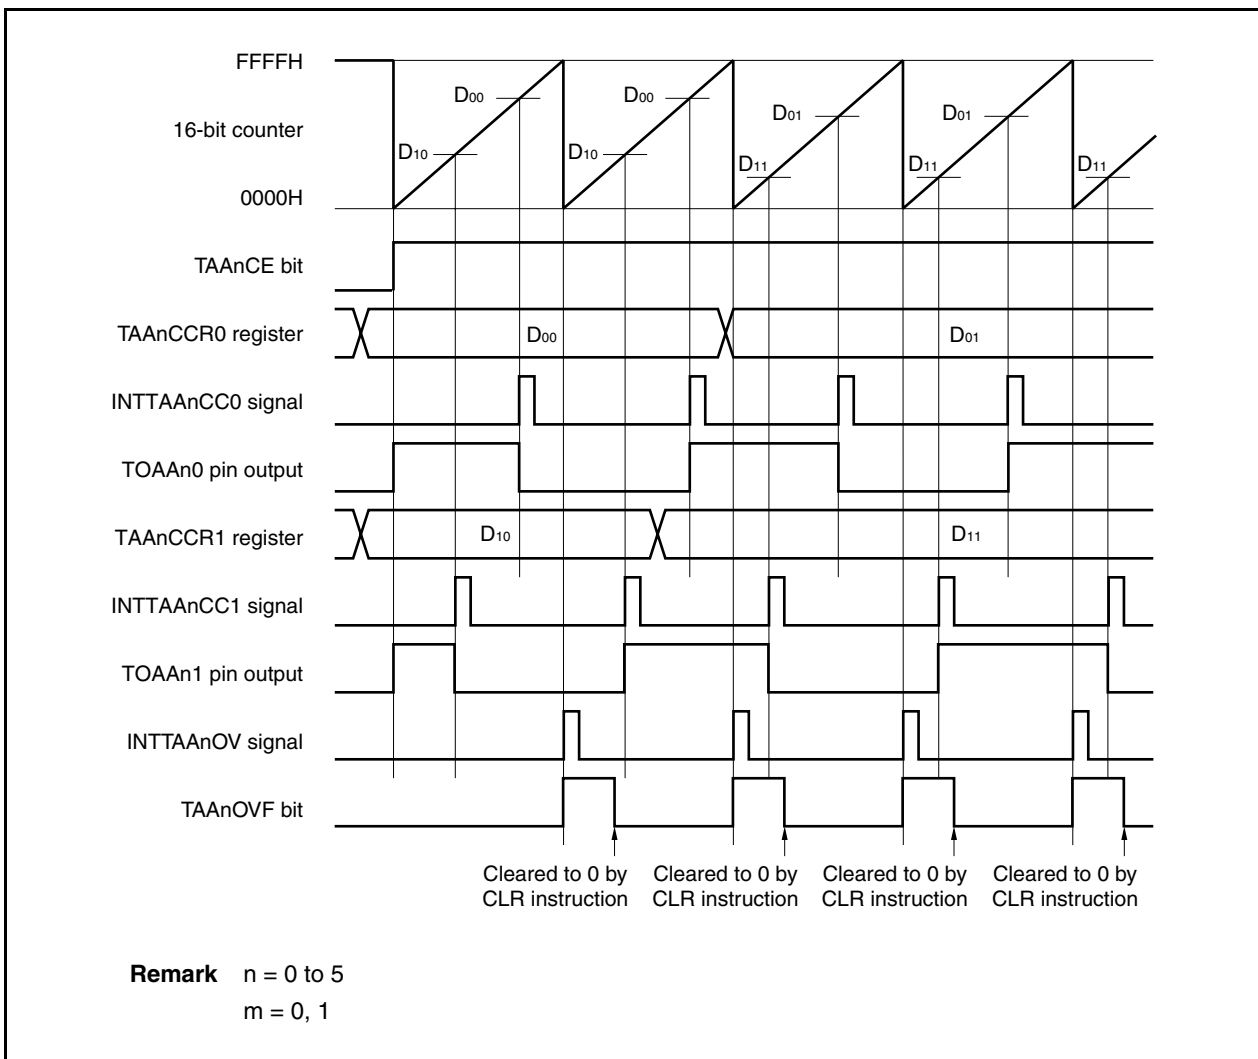 FFFFH
D00 D00
D01 D01
16-bit counter
D10 D10
D11 D11 D11
0000H
TAAnCE bit
TAAnCCR0 register
D00 D01
INTTAAnCC0 signal
TOAAn0 pin output
TAAnCCR1 register
D10 D11
INTTAAnCC1 signal
TOAAn1 pin output
INTTAAnOV signal
TAAnOVF bit
Cleared to 0 by Cleared to 0 by Cleared to 0 by Cleared to 0 by
CLR instruction CLR instruction CLR instruction CLR instruction
Remark n = 0 to 5
m = 0, 1